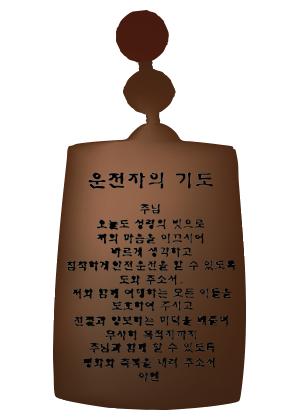 운전자의 기도
주님
오늘도 성령의 빛으로
저의 마음을 이끄시어
바르게 생각하고
침착하게 안전운전을 할 수 있도록
도와 주소서.
저와 함께 여행하는 모든 이들을
보호하여 주시고
친절과 양보하는 미덕을 베풀며
무사히 목적지까지
주님과 함께 할 수 있도록
평화와 축복을 내려 주소서
아멘